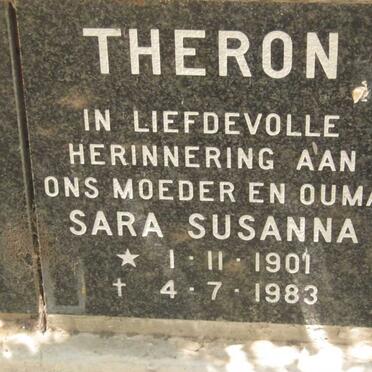 THERON
IN LIEFDEVOLLE
HERINNERING AAN
ONS MOEDER EN OUMA
SARA SUSANNA
★ 1·11·1901
† 4·7·1983